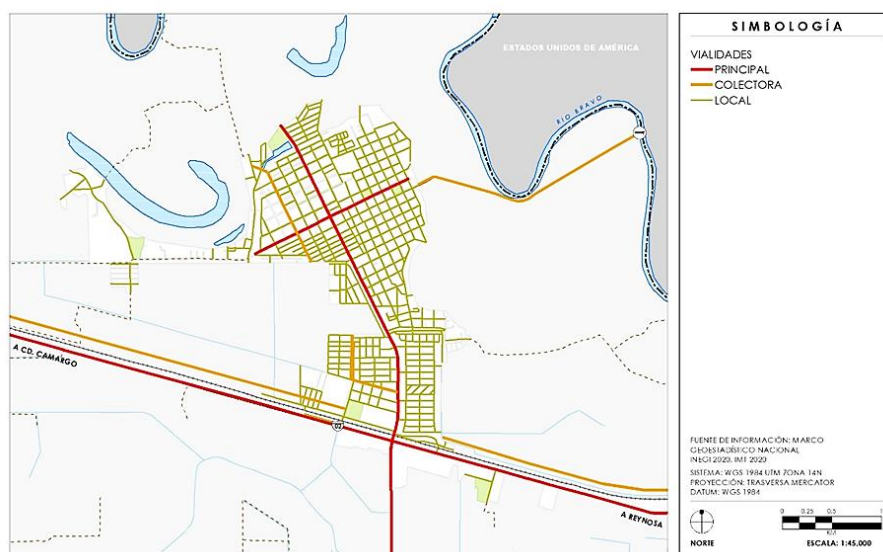 ESTADOS UNIDOS DE AMÉRICA
RÍO BRAVO
A CD. CAMARGO
02
A REYNOSA
SIMBOLOGÍA
VIALIDADES
PRINCIPAL
COLECTORA
LOCAL
FUENTE DE INFORMACIÓN: MARCO
GEOESTADÍSTICO NACIONAL
INEGI 2020, IMT 2020
SISTEMA: WGS 1984 UTM ZONA 14N
PROYECCIÓN: TRASVERSA MERCATOR
DATUM: WGS 1984
0 0.25 0.5 1
KM
NORTE
ESCALA: 1:45,000